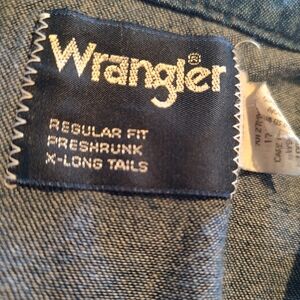 Wrangler®
REGULAR FIT
PRESHRUNK
X-LONG TAILS